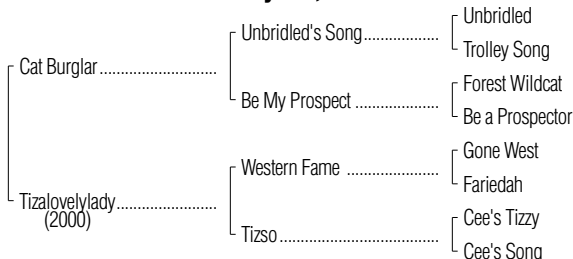 Unbridled
Unbridled's Song..................
Trolley Song
Cat Burglar............................
Forest Wildcat
Be My Prospect ....................
Be a Prospector
Gone West
Western Fame ......................
Fariedah
Tizalovelylady........................
(2000)
Cee's Tizzy
Tizso......................................
Cee's Song